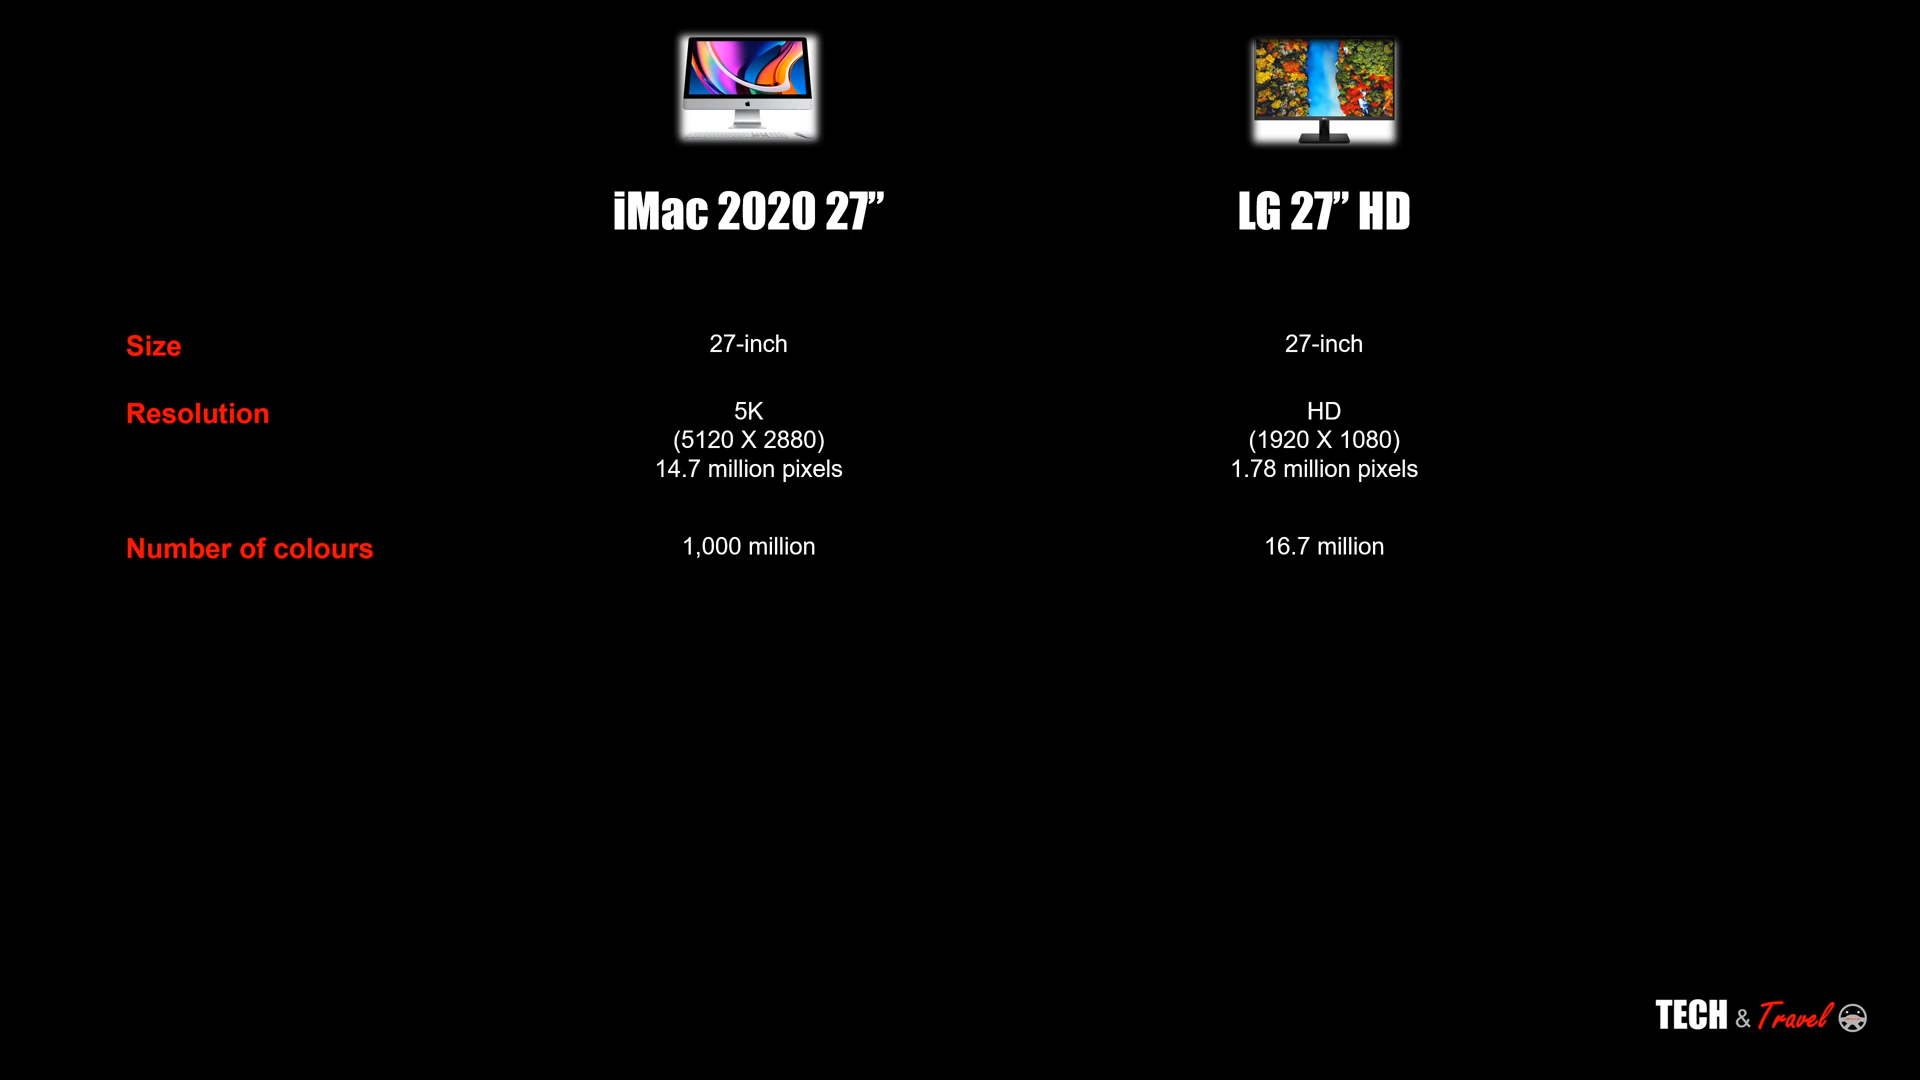 iMac 2020 27”
LG 27” HD
Size
27-inch
27-inch
Resolution
5K
(5120 X 2880)
14.7 million pixels
HD
(1920 X 1080)
1.78 million pixels
Number of colours
1,000 million
16.7 million
TECH & Travel